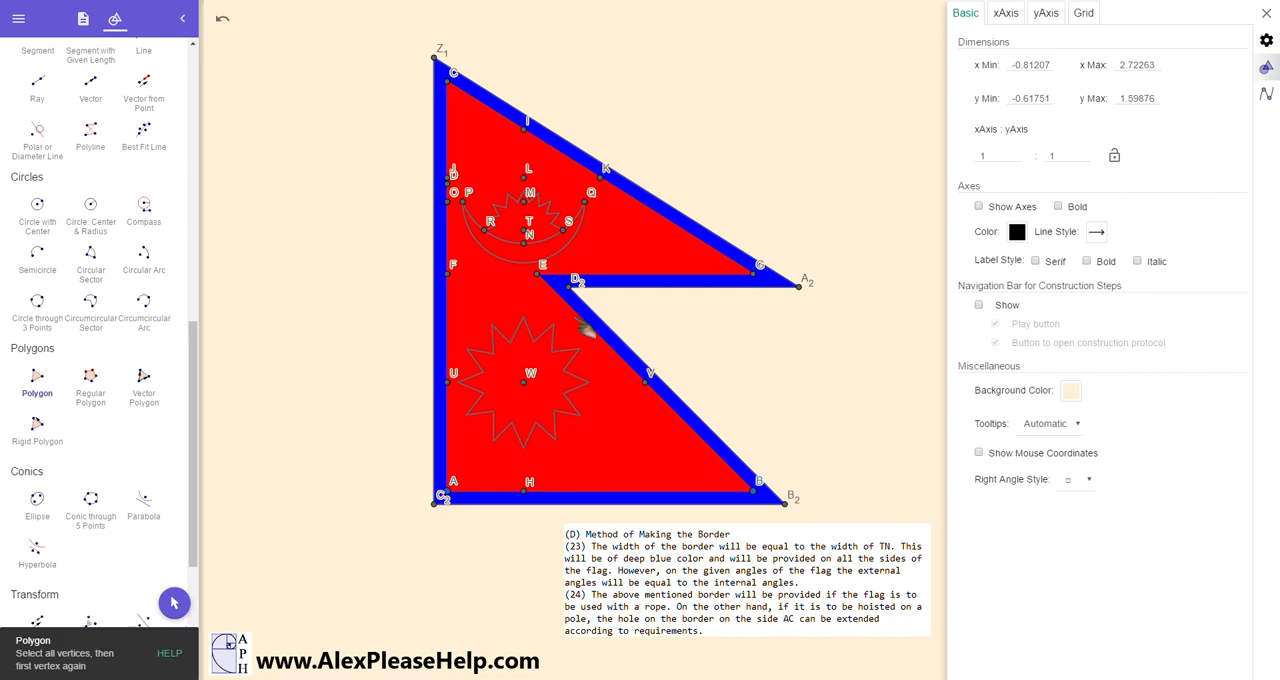 Segment
Segment with
Given Length
Line
Ray
Vector
Vector from
Point
Polar or
Diameter Line
Polyline
Best Fit Line
Circles
Circle with
Center
Circle: Center
& Radius
Compass
Semicircle
Circular
Sector
Circular Arc
Circle through
3 Points
Circumcircular
Sector
Circumcircular
Arc
Polygons
Polygon
Regular
Polygon
Vector
Polygon
Rigid Polygon
Conics
Ellipse
Conic through
5 Points
Parabola
Hyperbola
Transform
Polygon
Select all vertices, then
first vertex again
HELP
Z1
C
I
K
J
D
L
O
P
M
Q
R
T
S
N
F
E
G
D2
A2
U
W
V
A
H
B
C2
B2
(D) Method of Making the Border
(23) The width of the border will be equal to the width of TN. This
will be of deep blue color and will be provided on all the sides of
the flag. However, on the given angles of the flag the external
angles will be equal to the internal angles.
(24) The above mentioned border will be provided if the flag is to
be used with a rope. On the other hand, if it is to be hoisted on a
pole, the hole on the border on the side AC can be extended
according to requirements.
A
P
H
www.AlexPleaseHelp.com
Basic xAxis yAxis Grid
Dimensions
x Min: -0.81207 x Max: 2.72263
y Min: -0.61751 y Max: 1.59876
xAxis : yAxis
1 : 1
Axes
Show Axes Bold
Color: Line Style:
Label Style: Serif Bold Italic
Navigation Bar for Construction Steps
Show
Play button
Button to open construction protocol
Miscellaneous
Background Color:
Tooltips: Automatic
Show Mouse Coordinates
Right Angle Style: